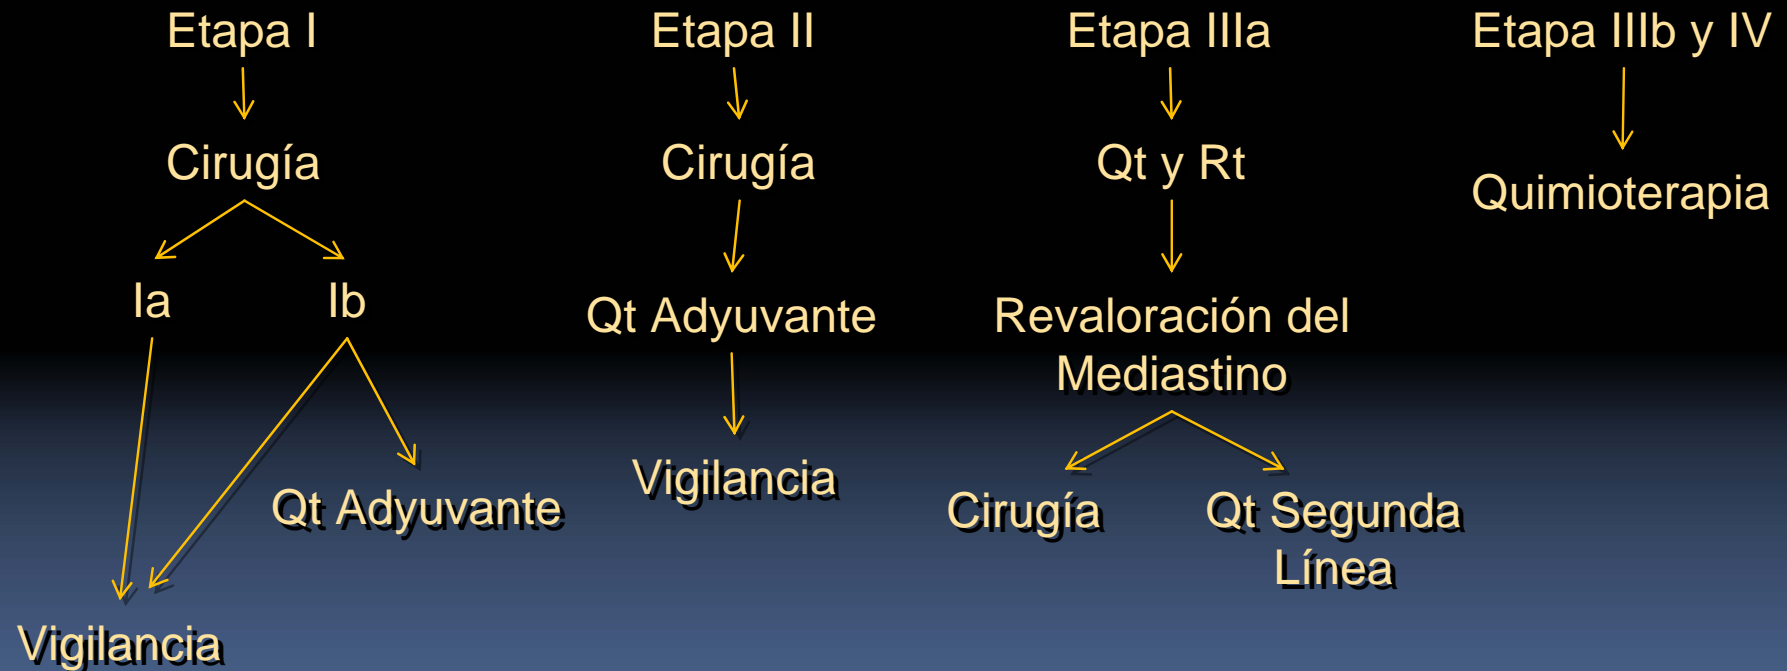 Etapa I
Etapa II
Etapa IIIa
Etapa IIIb y IV
Cirugía
Cirugía
Qt y Rt
Quimioterapia
Ia
Ib
Qt Adyuvante
Revaloración del
Mediastino
Qt Adyuvante
Vigilancia
Cirugía
Qt Segunda
Línea
Vigilancia